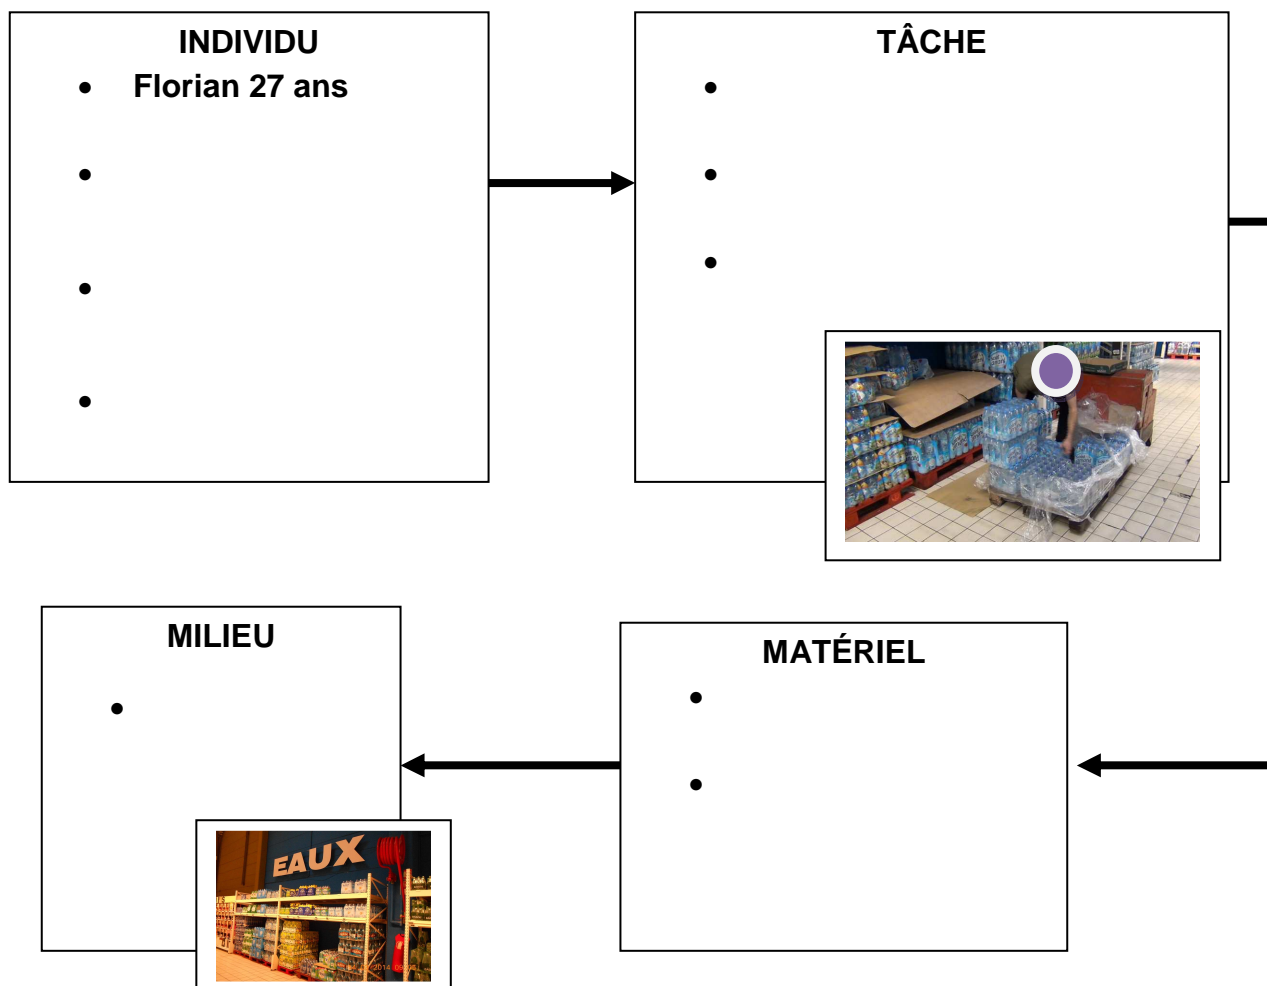 INDIVIDU
• Florian 27 ans
TÂCHE
MILIEU
EAUX
MATÉRIEL